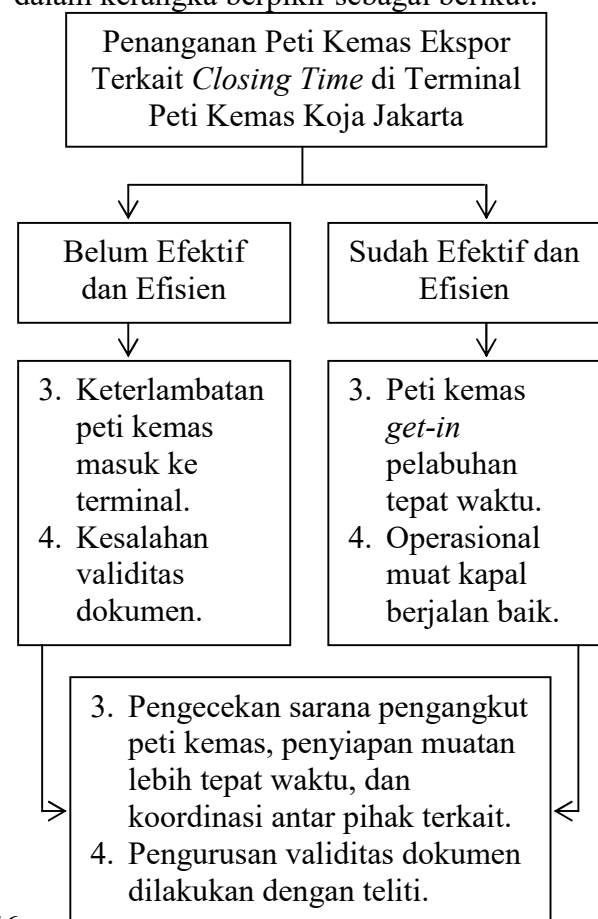 dalam kerangka berpikir sebagai berikut:
Penanganan Peti Kemas Ekspor
Terkait Closing Time di Terminal
Peti Kemas Koja Jakarta
Belum Efektif
dan Efisien
Sudah Efektif dan
Efisien
3. Keterlambatan
peti kemas
masuk ke
terminal.
4. Kesalahan
validitas
dokumen.
3. Peti kemas
get-in
pelabuhan
tepat waktu.
4. Operasional
muat kapal
berjalan baik.
3. Pengecekan sarana pengangkut
peti kemas, penyiapan muatan
lebih tepat waktu, dan
koordinasi antar pihak terkait.
4. Pengurusan validitas dokumen
dilakukan dengan teliti.